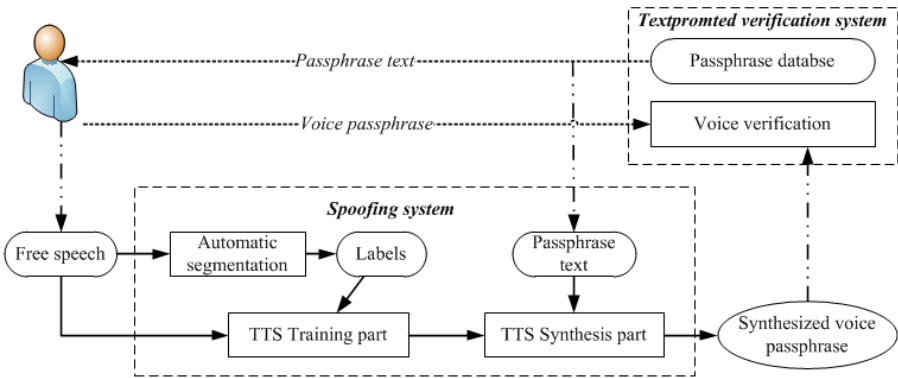 Textpromted verification system
Passphrase text
Passphrase databse
Voice passphrase
Voice verification
Spoofing system
Free speech
Automatic
segmentation
Labels
Passphrase
text
TTS Training part
TTS Synthesis part
Synthesized voice
passphrase